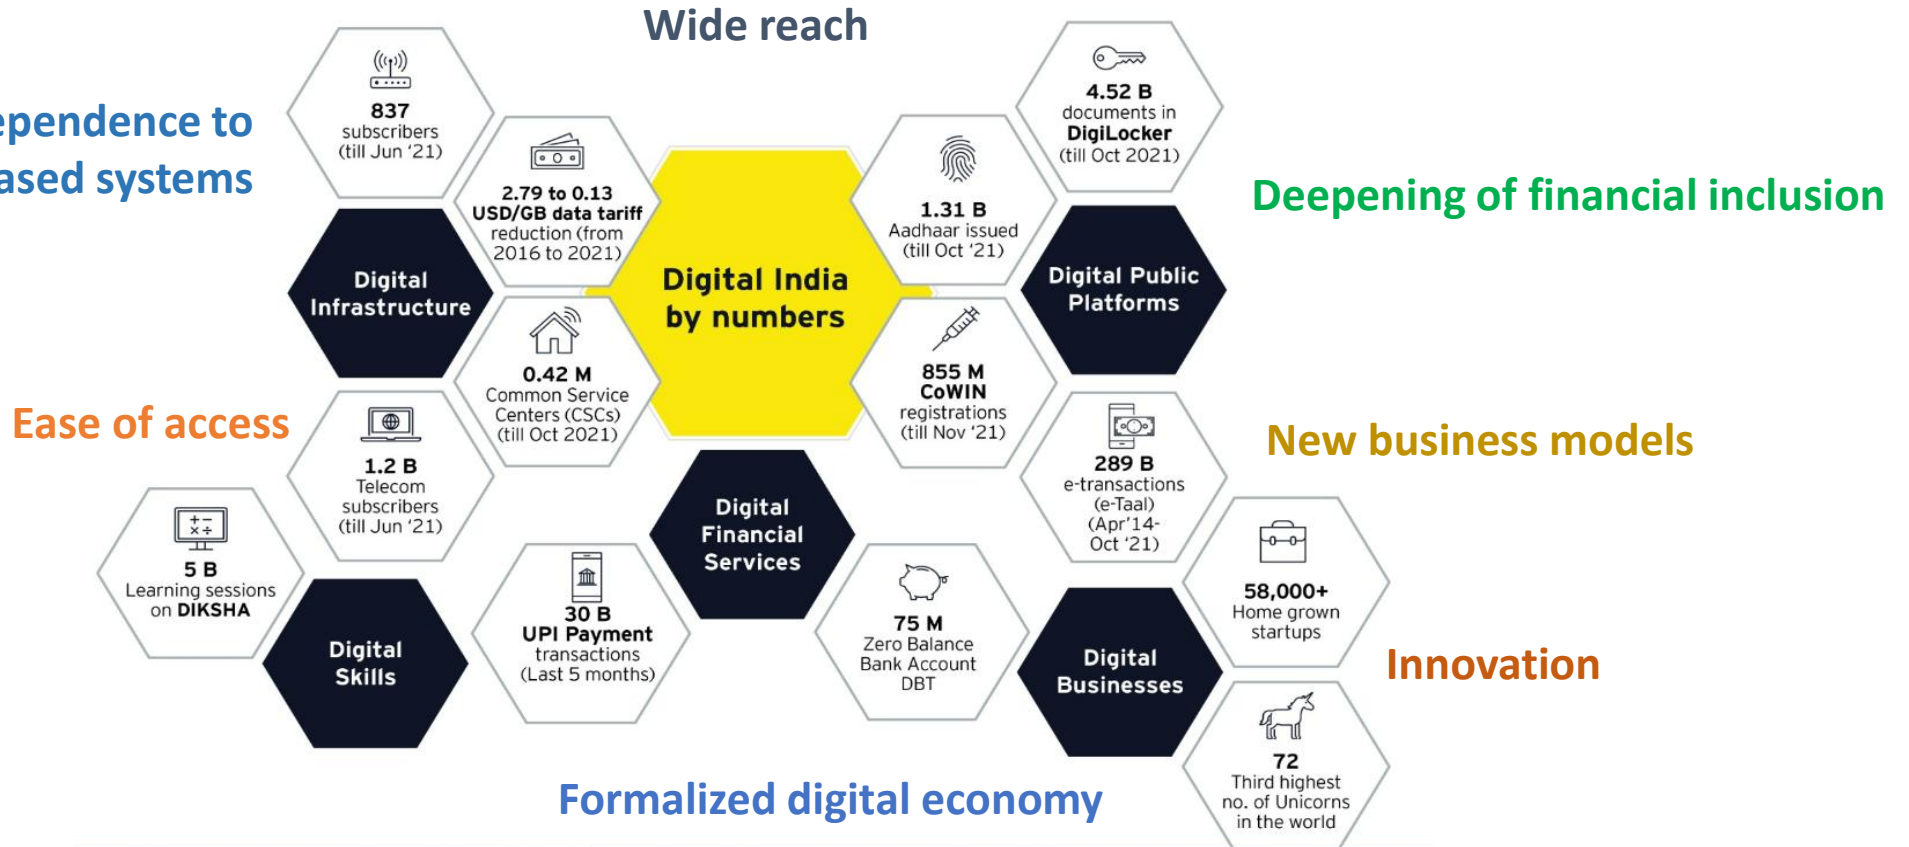 Wide reach
ependence to
ased systems
837
subscribers
(till Jun ‘21)
2.79 to 0.13
USD/GB data tariff
reduction (from
2016 to 2021)
Digital
Infrastructure
0.42 M
Common Service
Centers (CSCs)
(till Oct 2021)
1.2 B
Telecom
subscribers
(till Jun ‘21)
Ease of access
Digital India
by numbers
4.52 B
documents in
DigiLocker
(till Oct 2021)
1.31 B
Aadhaar issued
(till Oct ‘21)
Digital Public
Platforms
855 M
CoWIN
registrations
(till Nov ‘21)
289 B
e-transactions
(e-Taal)
(Apr’14-
Oct ‘21)
Deepening of financial inclusion
New business models
5 B
Learning sessions
on DIKSHA
Digital
Skills
Digital
Financial
Services
30 B
UPI Payment
transactions
(Last 5 months)
75 M
Zero Balance
Bank Account
DBT
Digital
Businesses
58,000+
Home grown
startups
72
Third highest
no. of Unicorns
in the world
Innovation
Formalized digital economy